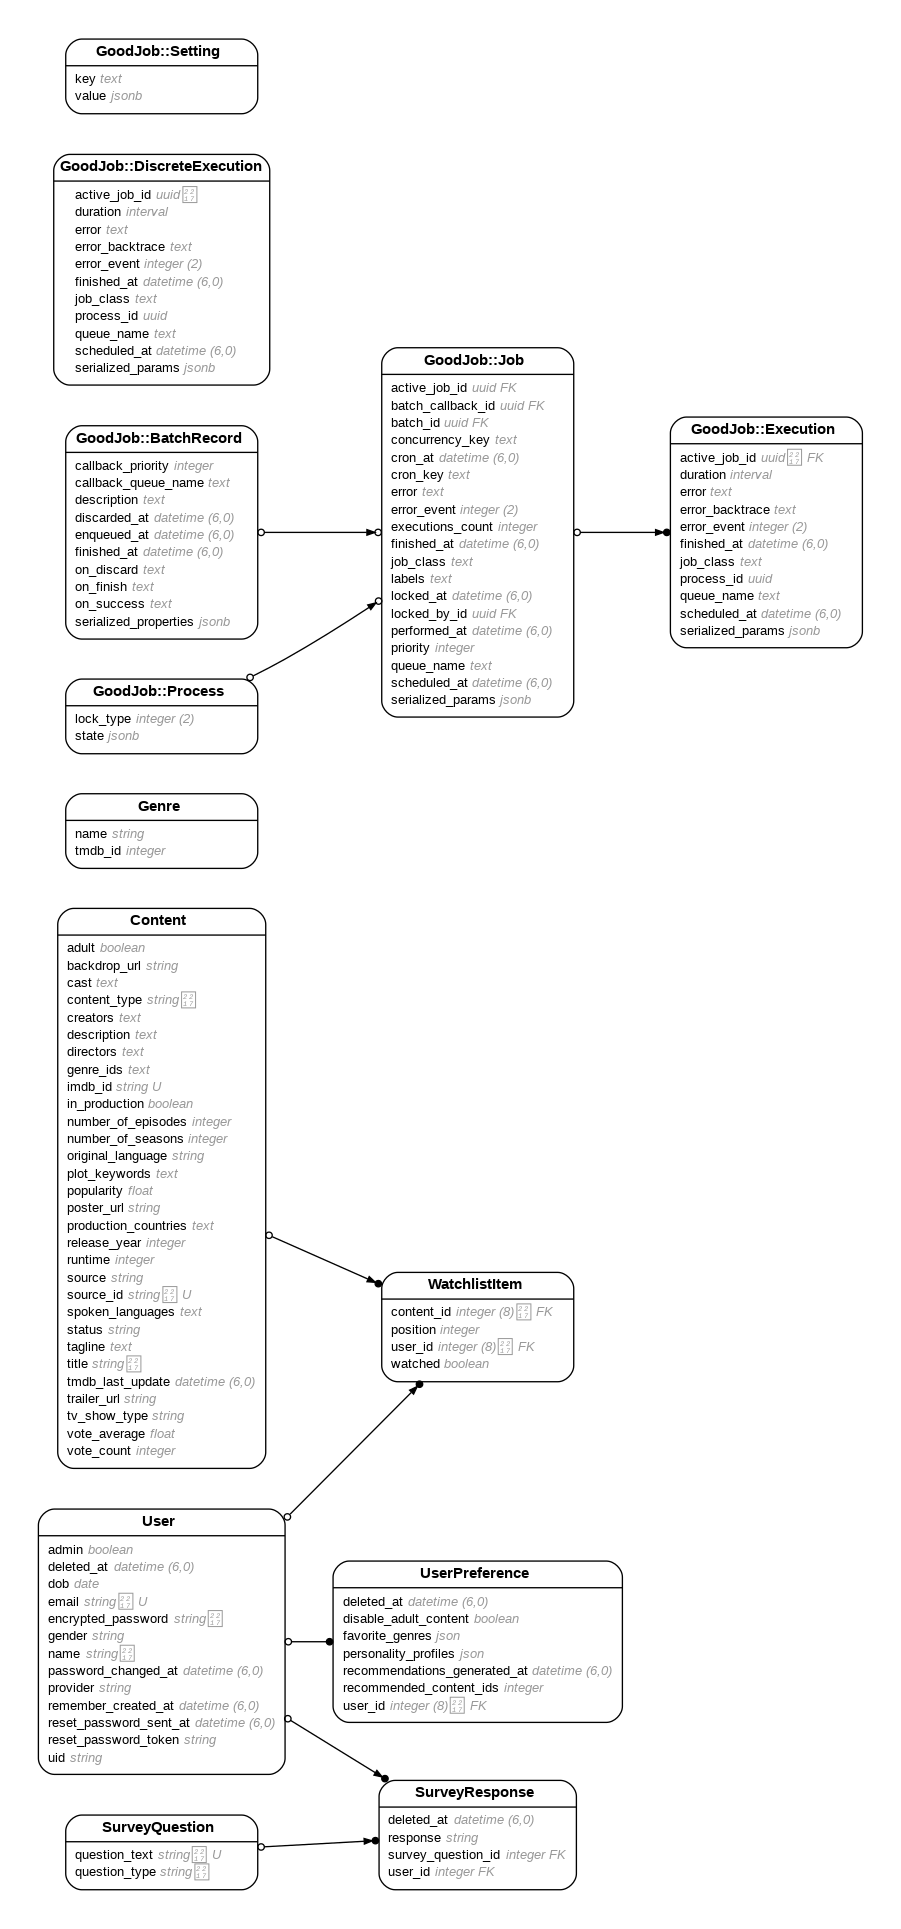 GoodJob::Setting
key text
value jsonb
GoodJob::DiscreteExecution
active_job_id uuid
duration interval
error text
error_backtrace text
error_event integer (2)
finished_at datetime (6,0)
job_class text
process_id uuid
queue_name text
scheduled_at datetime (6,0)
serialized_params jsonb
GoodJob::BatchRecord
callback_priority integer
callback_queue_name text
description text
discarded_at datetime (6,0)
enqueued_at datetime (6,0)
finished_at datetime (6,0)
on_discard text
on_finish text
on_success text
serialized_properties jsonb
GoodJob::Process
lock_type integer (2)
state jsonb
GoodJob::Job
active_job_id uuid FK
batch_callback_id uuid FK
batch_id uuid FK
concurrency_key text
cron_at datetime (6,0)
cron_key text
error text
error_event integer (2)
executions_count integer
finished_at datetime (6,0)
job_class text
labels text
locked_at datetime (6,0)
locked_by_id uuid FK
performed_at datetime (6,0)
priority integer
queue_name text
scheduled_at datetime (6,0)
serialized_params jsonb
GoodJob::Execution
active_job_id uuid FK
duration interval
error text
error_backtrace text
error_event integer (2)
finished_at datetime (6,0)
job_class text
process_id uuid
queue_name text
scheduled_at datetime (6,0)
serialized_params jsonb
Genre
name string
tmdb_id integer
Content
adult boolean
backdrop_url string
cast text
content_type string
creators text
description text
directors text
genre_ids text
imdb_id string U
in_production boolean
number_of_episodes integer
number_of_seasons integer
original_language string
plot_keywords text
popularity float
poster_url string
production_countries text
release_year integer
runtime integer
source string
source_id string U
spoken_languages text
status string
tagline text
title string
tmdb_last_update datetime (6,0)
trailer_url string
tv_show_type string
vote_average float
vote_count integer
WatchlistItem
content_id integer (8) FK
position integer
user_id integer (8) FK
watched boolean
User
admin boolean
deleted_at datetime (6,0)
dob date
email string U
encrypted_password string
gender string
name string
password_changed_at datetime (6,0)
provider string
remember_created_at datetime (6,0)
reset_password_sent_at datetime (6,0)
reset_password_token string
uid string
UserPreference
deleted_at datetime (6,0)
disable_adult_content boolean
favorite_genres json
personality_profiles json
recommendations_generated_at datetime (6,0)
recommended_content_ids integer
user_id integer (8) FK
SurveyQuestion
question_text string U
question_type string
SurveyResponse
deleted_at datetime (6,0)
response string
survey_question_id integer FK
user_id integer FK